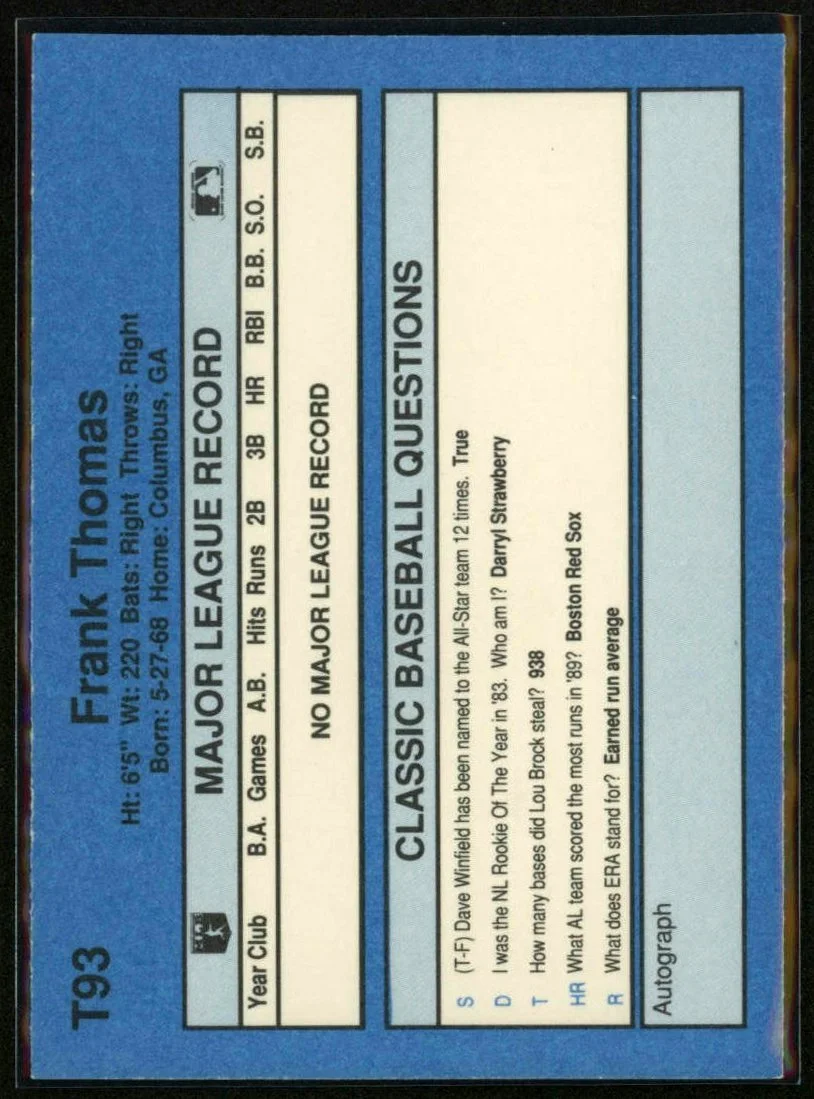 T93
Frank Thomas
Ht: 6'5" Wt: 220 Bats: Right Throws: Right
Born: 5-27-68 Home: Columbus, GA
MAJOR LEAGUE RECORD
Year Club B.A. Games A.B. Hits Runs 2B 3B HR RBI B.B. S.O. S.B.
NO MAJOR LEAGUE RECORD
CLASSIC BASEBALL QUESTIONS
S (T-F) Dave Winfield has been named to the All-Star team 12 times. True
D I was the NL Rookie Of The Year in '83. Who am I? Darryl Strawberry
T How many bases did Lou Brock steal? 938
HR What AL team scored the most runs in '89? Boston Red Sox
R What does ERA stand for? Earned run average
Autograph